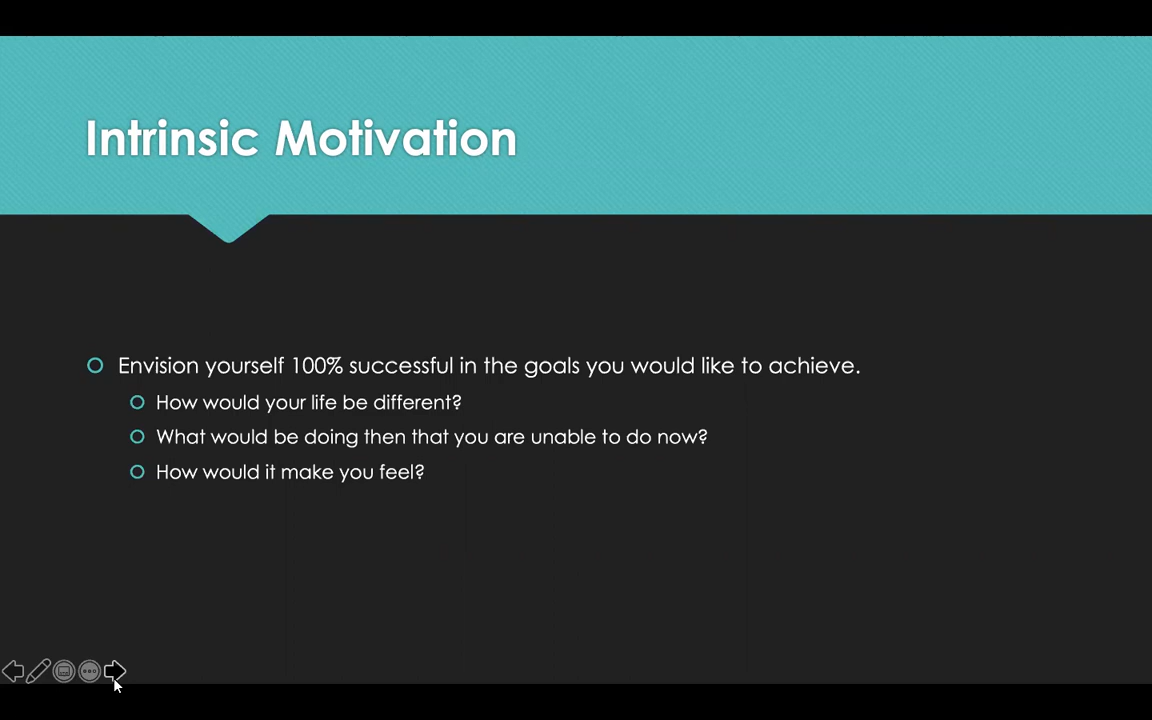 Intrinsic Motivation
Envision yourself 100% successful in the goals you would like to achieve.
How would your life be different?
What would be doing then that you are unable to do now?
How would it make you feel?